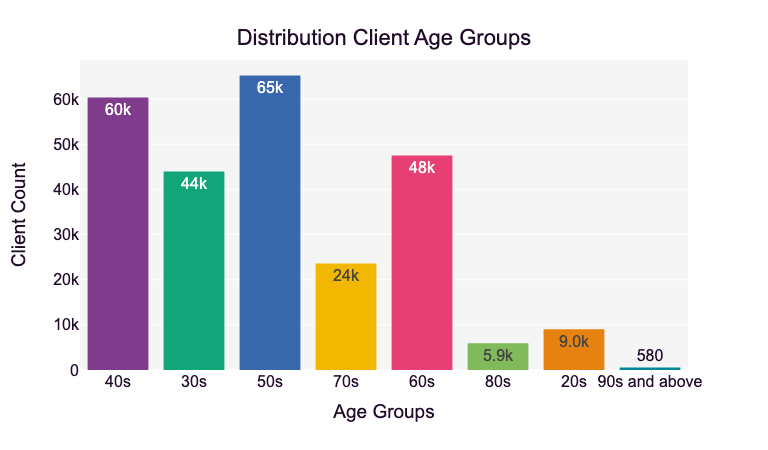 Distribution Client Age Groups
Client Count
60k
50k
40k
30k
20k
10k
0
60k
44k
65k
24k
48k
5.9k
9.0k
580
40s
30s
50s
70s
60s
80s
20s
90s and above
Age Groups